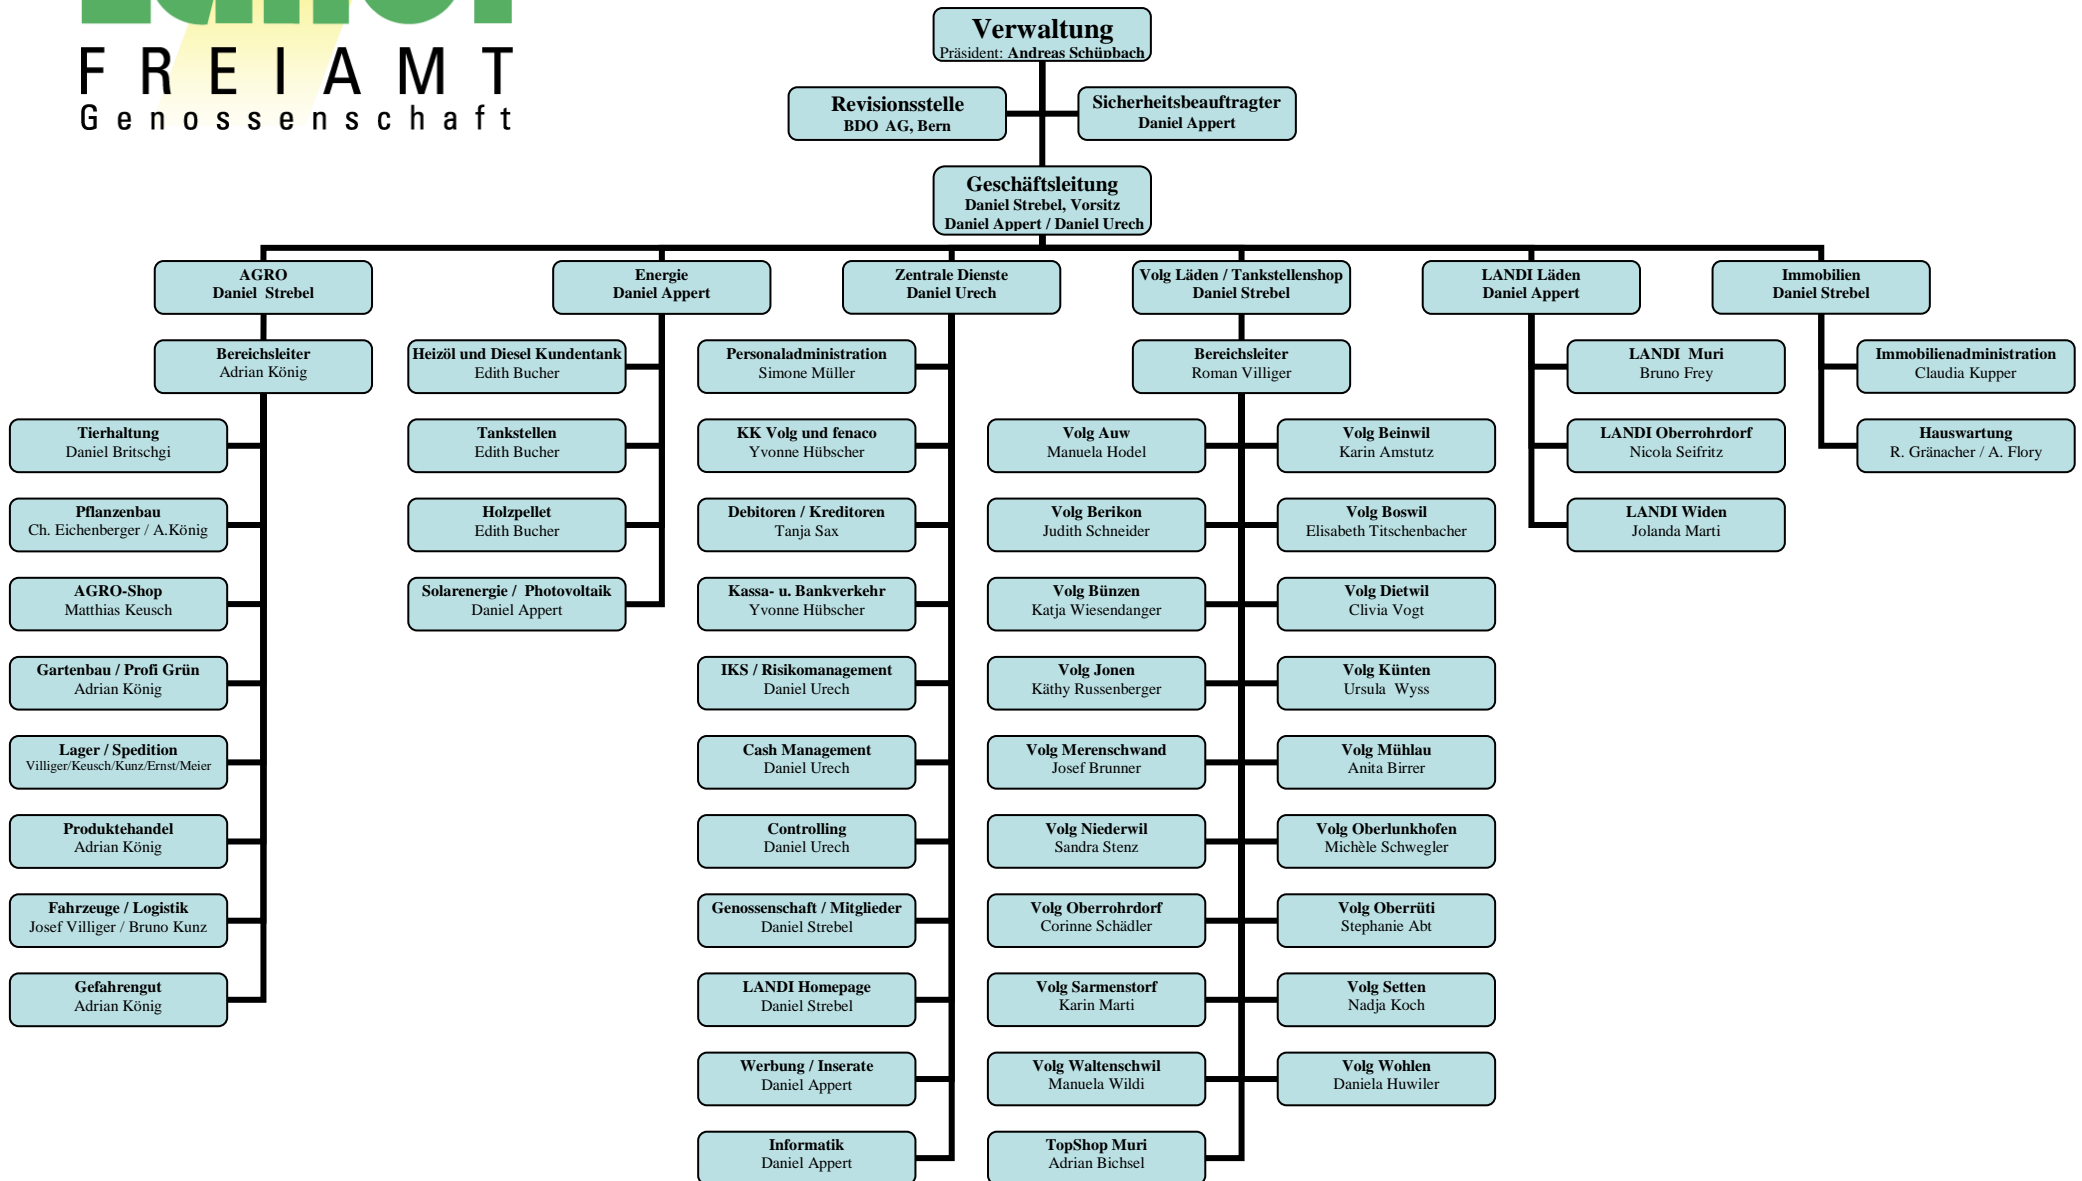 FREIAMT
Genossenschaft
Verwaltung
Präsident: Andreas Schüpbach
Revisionsstelle
BDO AG, Bern
Sicherheitsbeauftragter
Daniel Appert
Geschäftsleitung
Daniel Strebel, Vorsitz
Daniel Appert / Daniel Urech
AGRO
Daniel Strebel
Bereichsleiter
Adrian König
Tierhaltung
Daniel Britschgi
Pflanzenbau
Ch. Eichenberger / A.König
AGRO-Shop
Matthias Keusch
Gartenbau / Profi Grün
Adrian König
Lager / Spedition
Villiger/Keusch/Kunz/Ernst/Meier
Produktehandel
Adrian König
Fahrzeuge / Logistik
Josef Villiger / Bruno Kunz
Gefahrengut
Adrian König
Energie
Daniel Appert
Heizöl und Diesel Kundentank
Edith Bucher
Tankstellen
Edith Bucher
Holzpellet
Edith Bucher
Solarenergie / Photovoltaik
Daniel Appert
Zentrale Dienste
Daniel Urech
Personaladministration
Simone Müller
KK Volg und fenaco
Yvonne Hübscher
Debitoren / Kreditoren
Tanja Sax
Kassa- u. Bankverkehr
Yvonne Hübscher
IKS / Risikomanagement
Daniel Urech
Cash Management
Daniel Urech
Controlling
Daniel Urech
Genossenschaft / Mitglieder
Daniel Strebel
LANDI Homepage
Daniel Strebel
Werbung / Inserate
Daniel Appert
Informatik
Daniel Appert
Volg Läden / Tankstellenshop
Daniel Strebel
Bereichsleiter
Roman Villiger
Volg Auw
Manuela Hodel
Volg Beinwil
Karin Amstutz
Volg Berikon
Judith Schneider
Volg Boswil
Elisabeth Titschenbacher
Volg Bünzen
Katja Wiesendanger
Volg Dietwil
Clivia Vogt
Volg Jonen
Käthy Russenberger
Volg Künten
Ursula Wyss
Volg Merenschwand
Josef Brunner
Volg Mühlau
Anita Birrer
Volg Niederwil
Sandra Stenz
Volg Oberlunkhofen
Michèle Schwegler
Volg Oberrohrdorf
Corinne Schädler
Volg Oberrüti
Stephanie Abt
Volg Sarmenstorf
Karin Marti
Volg Setten
Nadja Koch
Volg Waltenschwil
Manuela Wildi
Volg Wohlen
Daniela Huwiler
TopShop Muri
Adrian Bichsel
LANDI Läden
Daniel Appert
LANDI Muri
Bruno Frey
LANDI Oberrohrdorf
Nicola Seifritz
LANDI Widen
Jolanda Marti
Immobilien
Daniel Strebel
Immobilienadministration
Claudia Kupper
Hauswartung
R. Gränacher / A. Flory